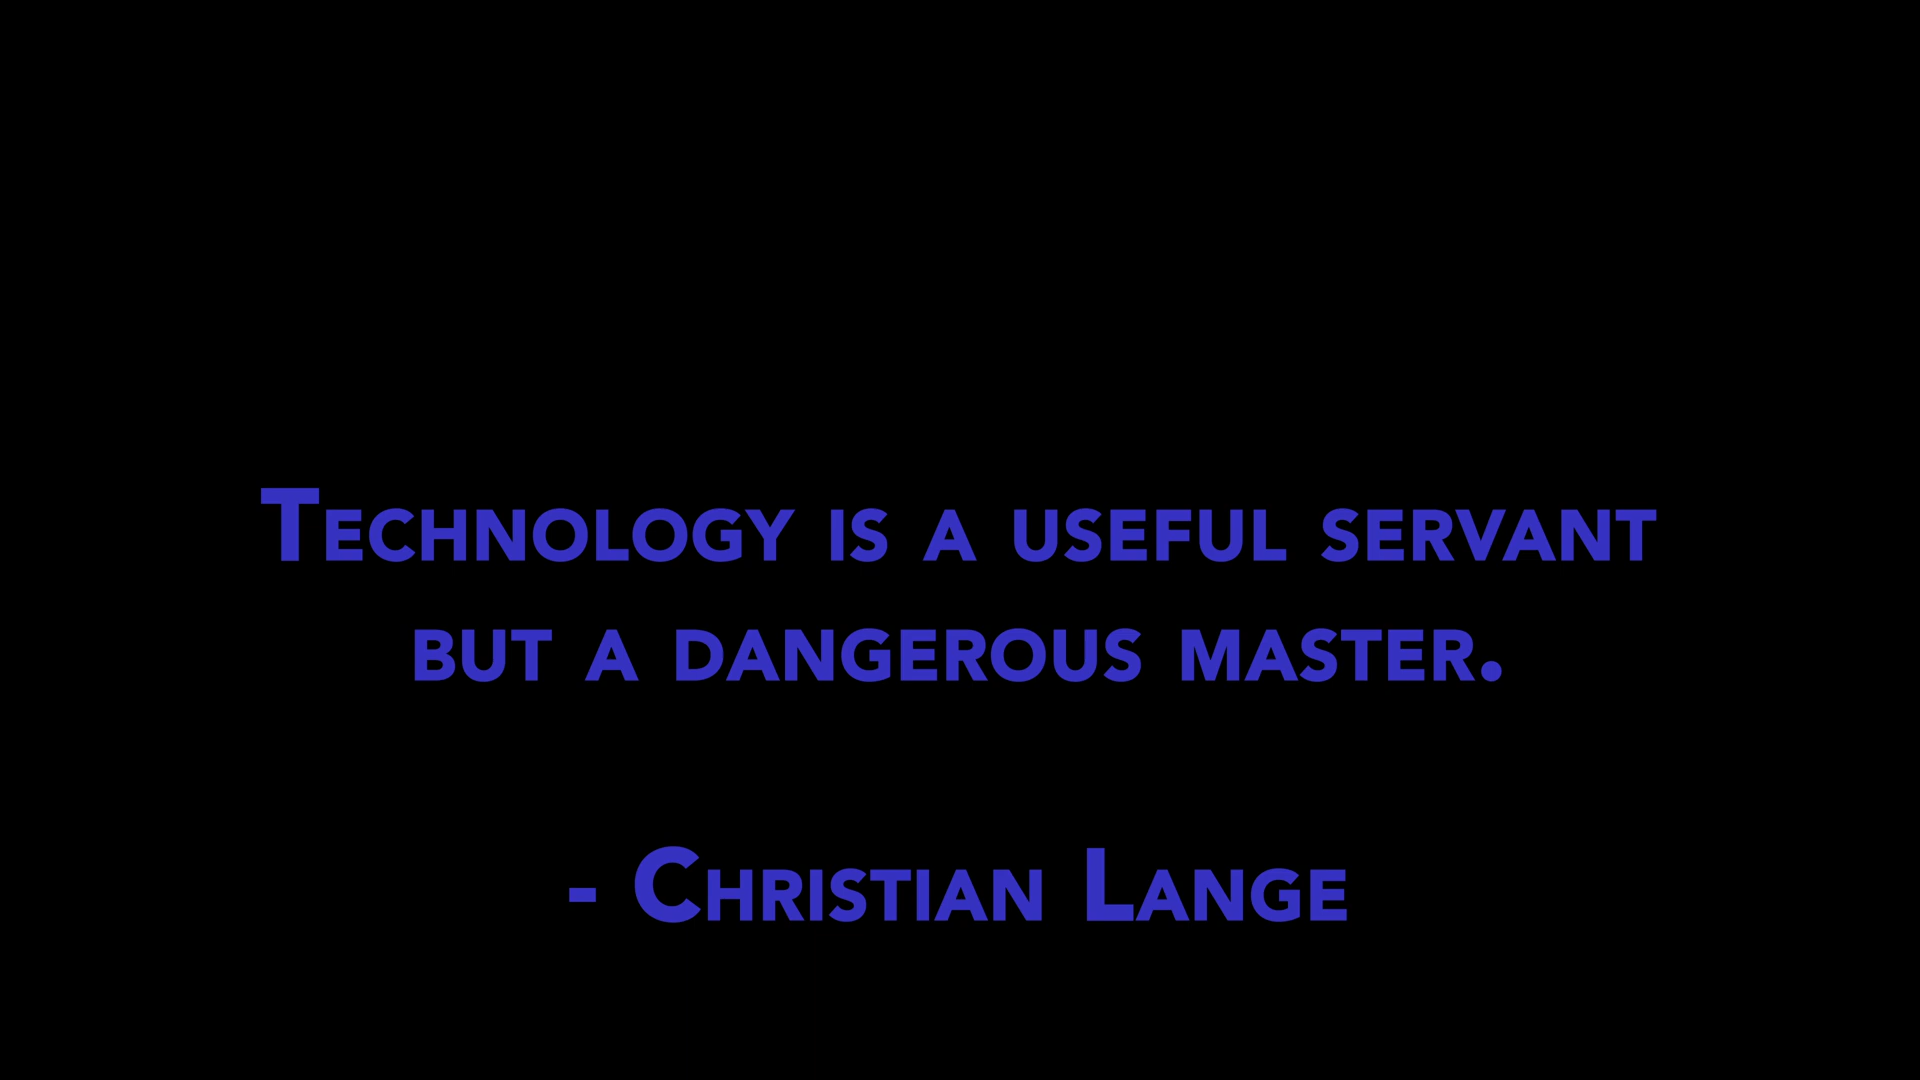 Technology is a useful servant
but a dangerous master.
- Christian Lange